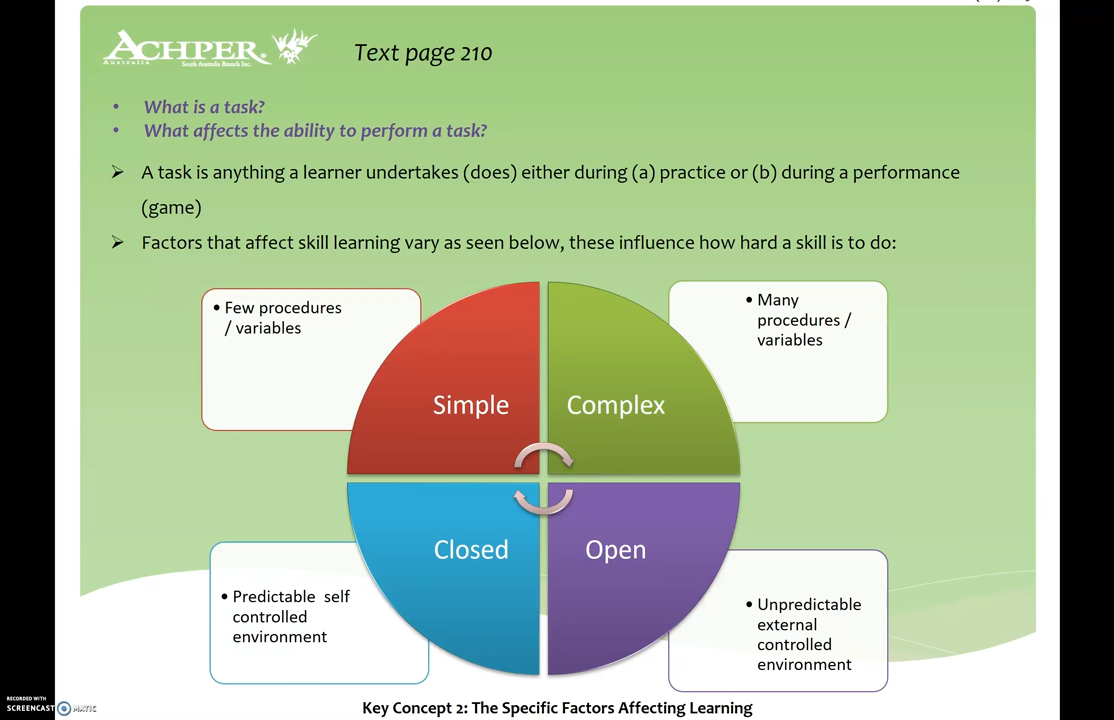 ACHPER
Australia
South Australia Branch Inc.
Text page 210
• What is a task?
• What affects the ability to perform a task?
➢ A task is anything a learner undertakes (does) either during (a) practice or (b) during a performance
(game)
➢ Factors that affect skill learning vary as seen below, these influence how hard a skill is to do:
• Few procedures
/ variables
• Many
procedures /
variables
Simple
Complex
Closed
Open
• Predictable self
controlled
environment
• Unpredictable
external
controlled
environment
Key Concept 2: The Specific Factors Affecting Learning
RECORDED WITH
SCREENCAST MATIC